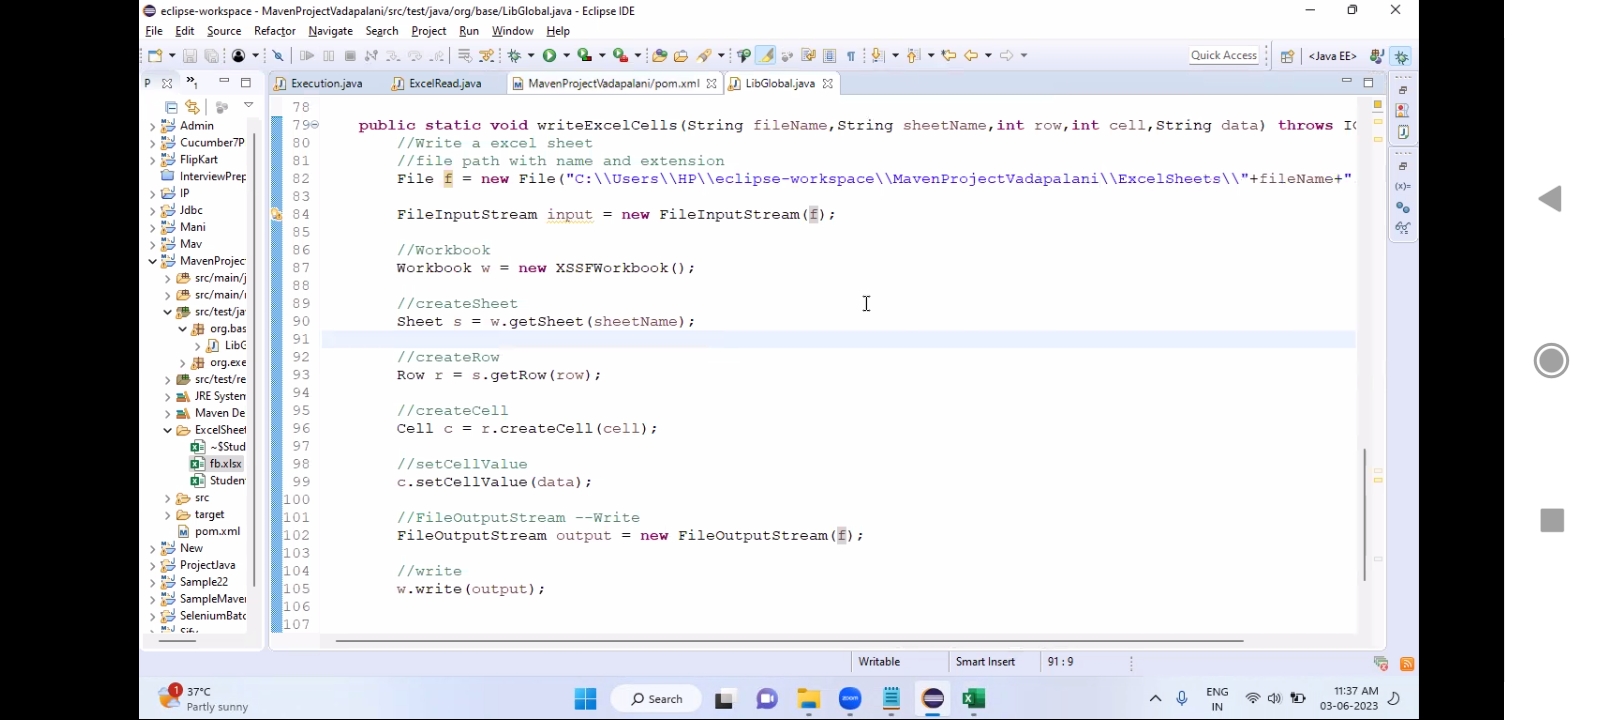 eclipse-workspace - MavenProjectVadapalani/src/test/java/org/base/LibGlobal.java - Eclipse IDE
File Edit Source Refactor Navigate Search Project Run Window Help
Quick Access <Java EE>
P Execution.java ExcelRead.java MavenProjectVadapalani/pom.xml LibGlobal.java
Admin
Cucumber7P
FlipKart
InterviewPrep
IP
Jdbc
Mani
Mav
MavenProjec
src/main/j
src/main/r
src/test/ja
org.bas
LibG
org.exe
src/test/re
JRE System
Maven De
ExcelSheet
~$Stud
fb.xlsx
Studen
src
target
pom.xml
New
ProjectJava
Sample22
SampleMaver
SeleniumBatc
Sify
78
79 public static void writeExcelCells(String fileName,String sheetName,int row,int cell,String data) throws IO
80 //Write a excel sheet
81 //file path with name and extension
82 File f = new File("C:\\Users\\HP\\eclipse-workspace\\MavenProjectVadapalani\\ExcelSheets\\"+fileName+"
83
84 FileInputStream input = new FileInputStream(f);
85
86 //Workbook
87 Workbook w = new XSSFWorkbook();
88
89 //createSheet
90 Sheet s = w.getSheet(sheetName);
91
92 //createRow
93 Row r = s.getRow(row);
94
95 //createCell
96 Cell c = r.createCell(cell);
97
98 //setCellValue
99 c.setCellValue(data);
100
101 //FileOutputStream --Write
102 FileOutputStream output = new FileOutputStream(f);
103
104 //write
105 w.write(output);
106
107
Writable Smart Insert 91 : 9
1 37°C
Partly sunny
Search
zoom
ENG
IN
11:37 AM
03-06-2023